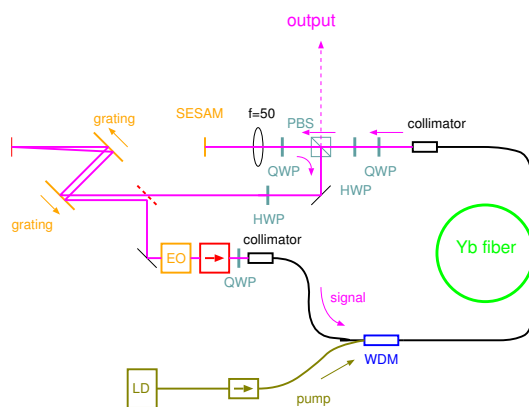 output
grating
SESAM
f=50
PBS
collimator
QWP
HWP
QWP
grating
HWP
collimator
EO
QWP
Yb fiber
signal
WDM
LD
pump